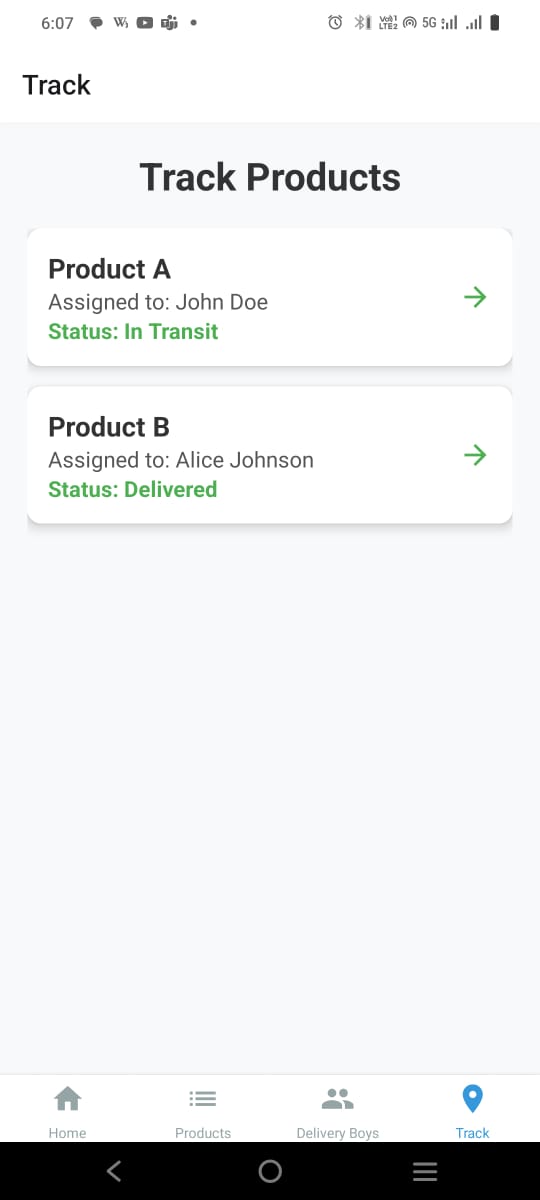 6:07
5G
Track
Track Products
Product A
Assigned to: John Doe
Status: In Transit
Product B
Assigned to: Alice Johnson
Status: Delivered
Home
Products
Delivery Boys
Track